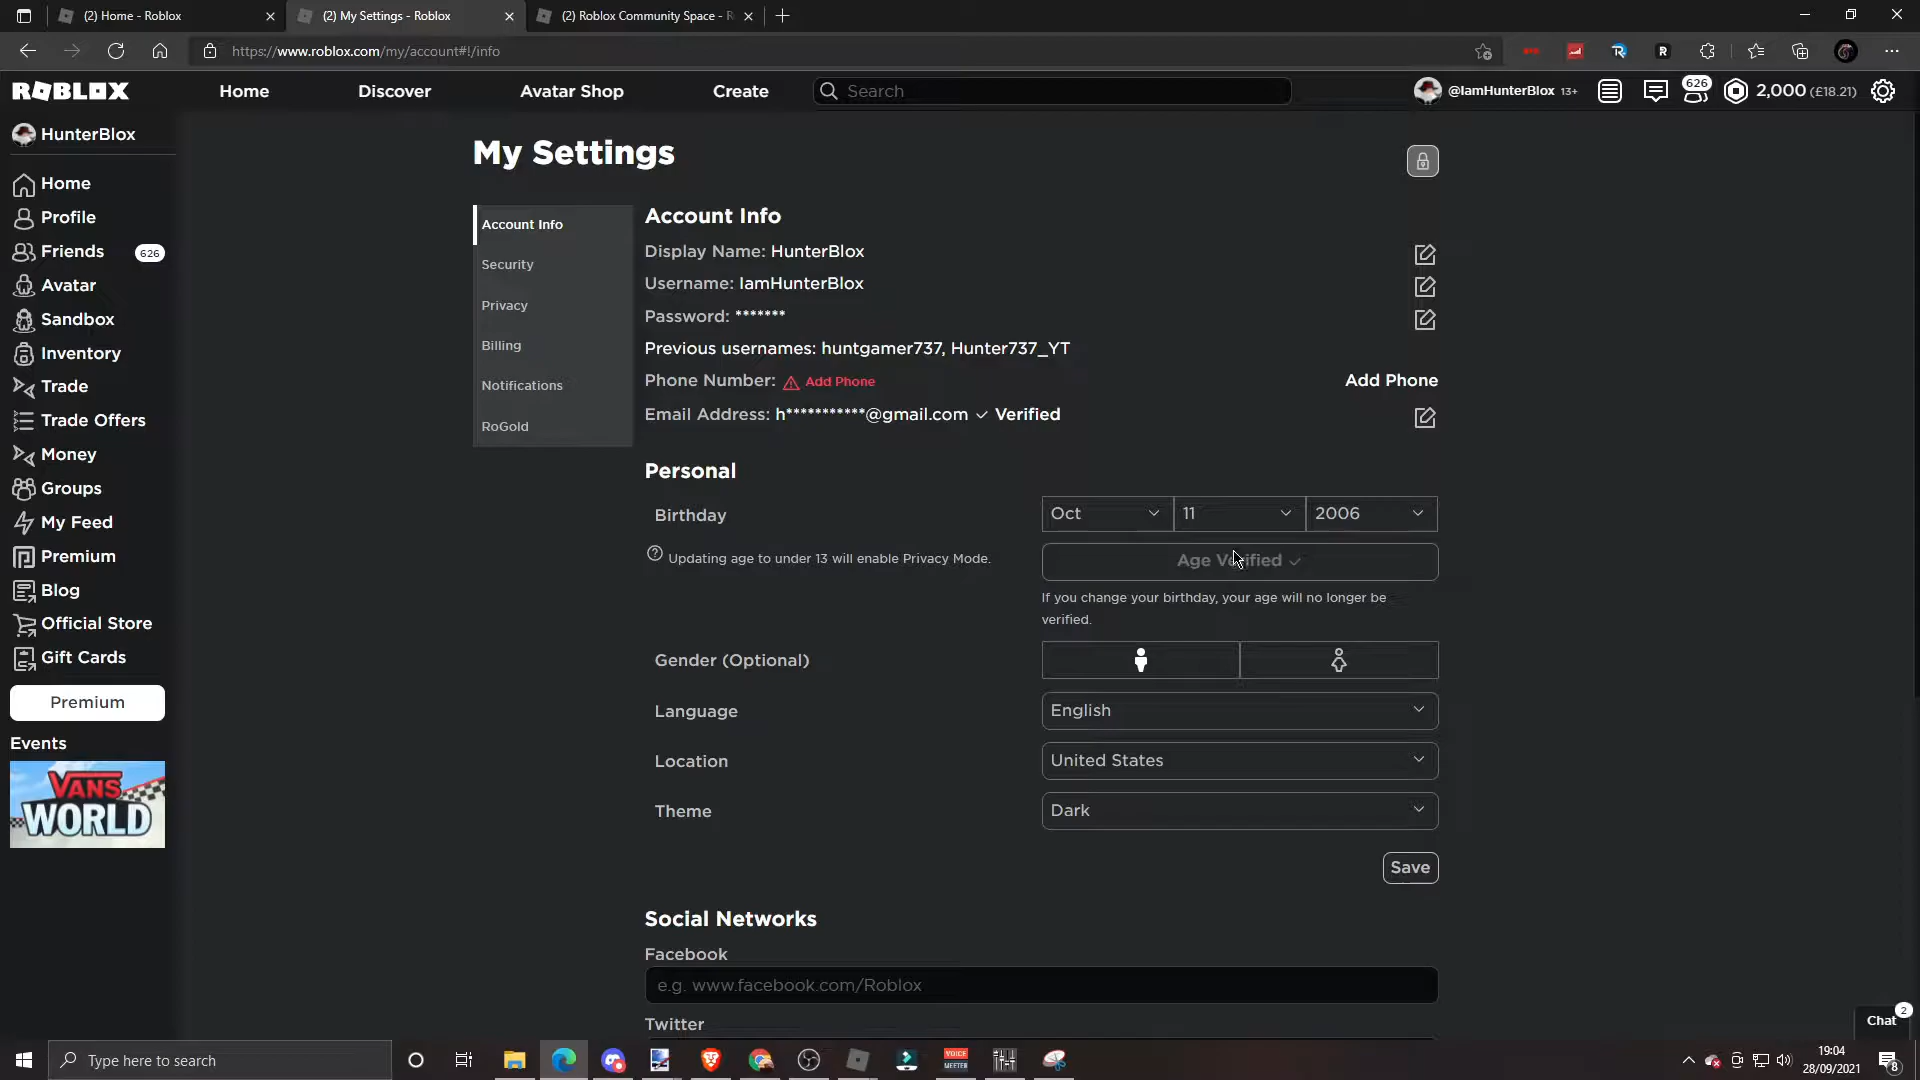 (2) Home - Roblox
(2) My Settings - Roblox
(2) Roblox Community Space - R
https://www.roblox.com/my/account#!/info
ROBLOX
Home
Discover
Avatar Shop
Create
Search
@IamHunterBlox 13+
626
2,000 (£18.21)
HunterBlox
Home
Profile
Friends 626
Avatar
Sandbox
Inventory
Trade
Trade Offers
Money
Groups
My Feed
Premium
Blog
Official Store
Gift Cards
Premium
Events
VANS
WORLD
My Settings
Account Info
Security
Privacy
Billing
Notifications
RoGold
Account Info
Display Name: HunterBlox
Username: IamHunterBlox
Password: *******
Previous usernames: huntgamer737, Hunter737_YT
Phone Number: Add Phone
Add Phone
Email Address: h***********@gmail.com ✓ Verified
Personal
Birthday
Oct
11
2006
Updating age to under 13 will enable Privacy Mode.
Age Verified ✓
If you change your birthday, your age will no longer be
verified.
Gender (Optional)
Language
English
Location
United States
Theme
Dark
Save
Social Networks
Facebook
e.g. www.facebook.com/Roblox
Twitter
Chat
2
Type here to search
VOICE
MEETER
19:04
28/09/2021
8